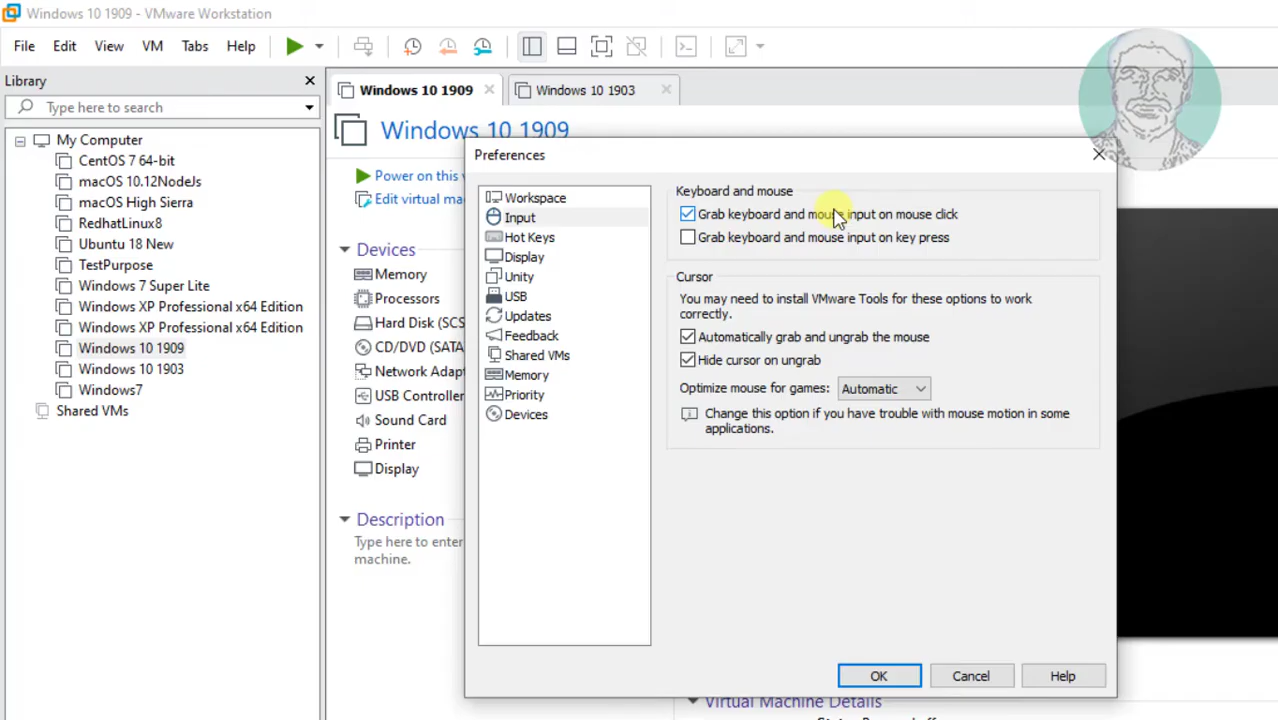 Windows 10 1909 - VMware Workstation
File Edit View VM Tabs Help
Library
Type here to search
My Computer
CentOS 7 64-bit
macOS 10.12NodeJs
macOS High Sierra
RedhatLinux8
Ubuntu 18 New
TestPurpose
Windows 7 Super Lite
Windows XP Professional x64 Edition
Windows XP Professional x64 Edition
Windows 10 1909
Windows 10 1903
Windows7
Shared VMs
Windows 10 1909
Windows 10 1903
Windows 10 1909
Power on this
Edit virtual ma
Devices
Memory
Processors
Hard Disk (SCS
CD/DVD (SATA
Network Adap
USB Controller
Sound Card
Printer
Display
Description
Type here to enter
machine.
Preferences
Workspace
Input
Hot Keys
Display
Unity
USB
Updates
Feedback
Shared VMs
Memory
Priority
Devices
Keyboard and mouse
Grab keyboard and mouse input on mouse click
Grab keyboard and mouse input on key press
Cursor
You may need to install VMware Tools for these options to work
correctly.
Automatically grab and ungrab the mouse
Hide cursor on ungrab
Optimize mouse for games: Automatic
Change this option if you have trouble with mouse motion in some
applications.
OK Cancel Help
Virtual Machine Details